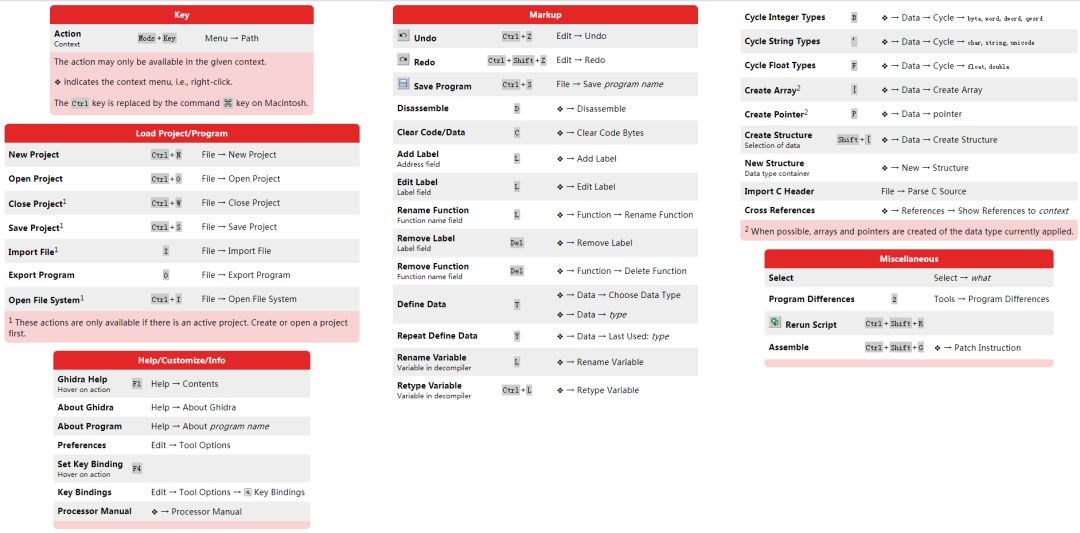 Key
Action Mods + Key Menu → Path
Context
The action may only be available in the given context.
❖ indicates the context menu, i.e., right-click.
The Ctrl key is replaced by the command ⌘ key on Macintosh.
Load Project/Program
New Project Ctrl + N File → New Project
Open Project Ctrl + O File → Open Project
Close Project¹ Ctrl + W File → Close Project
Save Project¹ Ctrl + S File → Save Project
Import File¹ I File → Import File
Export Program O File → Export Program
Open File System¹ Ctrl + I File → Open File System
¹ These actions are only available if there is an active project. Create or open a project
first.
Help/Customize/Info
Ghidra Help F1 Help → Contents
Hover on action
About Ghidra Help → About Ghidra
About Program Help → About program name
Preferences Edit → Tool Options
Set Key Binding F4
Hover on action
Key Bindings Edit → Tool Options → Key Bindings
Processor Manual ❖ → Processor Manual
Markup
Undo Ctrl + Z Edit → Undo
Redo Ctrl + Shift + Z Edit → Redo
Save Program Ctrl + S File → Save program name
Disassemble D ❖ → Disassemble
Clear Code/Data C ❖ → Clear Code Bytes
Add Label L ❖ → Add Label
Address field
Edit Label L ❖ → Edit Label
Label field
Rename Function L ❖ → Function → Rename Function
Function name field
Remove Label Del ❖ → Remove Label
Label field
Remove Function Del ❖ → Function → Delete Function
Function name field
Define Data T ❖ → Data → Choose Data Type
❖ → Data → type
Repeat Define Data Y ❖ → Data → Last Used: type
Rename Variable L ❖ → Rename Variable
Variable in decompiler
Retype Variable Ctrl + L ❖ → Retype Variable
Variable in decompiler
Cycle Integer Types B ❖ → Data → Cycle → byte, word, dword, qword
Cycle String Types ' ❖ → Data → Cycle → char, string, unicode
Cycle Float Types F ❖ → Data → Cycle → float, double
Create Array² [ ❖ → Data → Create Array
Create Pointer² P ❖ → Data → pointer
Create Structure Shift + [ ❖ → Data → Create Structure
Selection of data
New Structure ❖ → New → Structure
Data type container
Import C Header File → Parse C Source
Cross References ❖ → References → Show References to context
² When possible, arrays and pointers are created of the data type currently applied.
Miscellaneous
Select Select → what
Program Differences 2 Tools → Program Differences
Rerun Script Ctrl + Shift + R
Assemble Ctrl + Shift + G ❖ → Patch Instruction